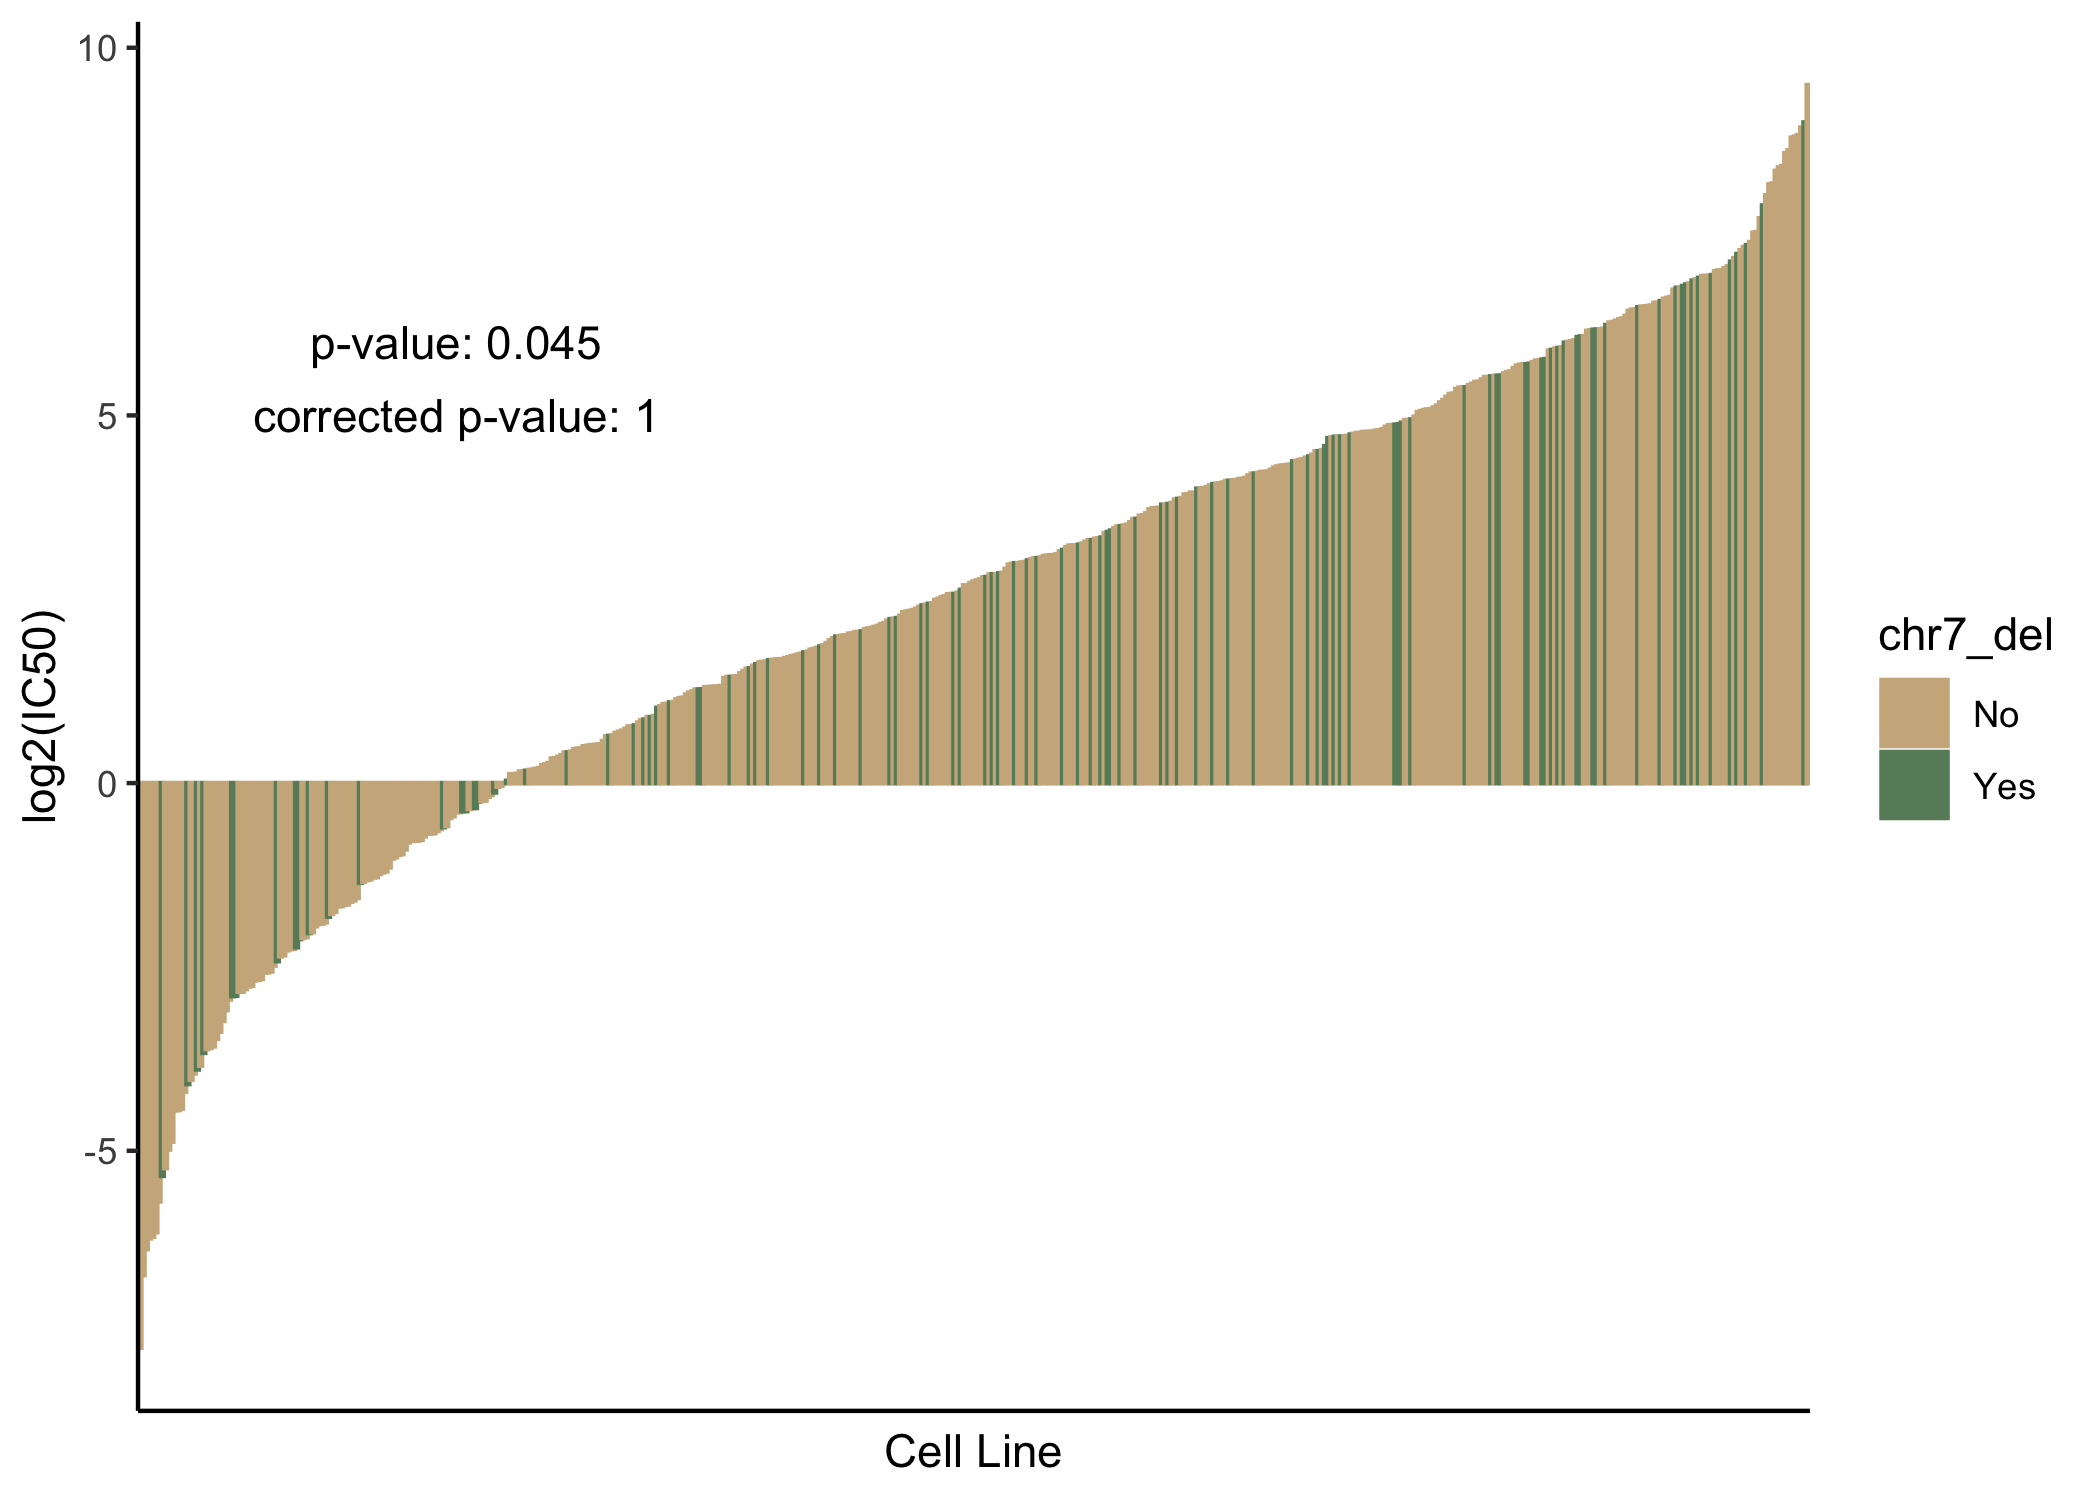 10
p-value: 0.045
corrected p-value: 1
5
0
-5
log2(IC50)
Cell Line
chr7_del
No
Yes